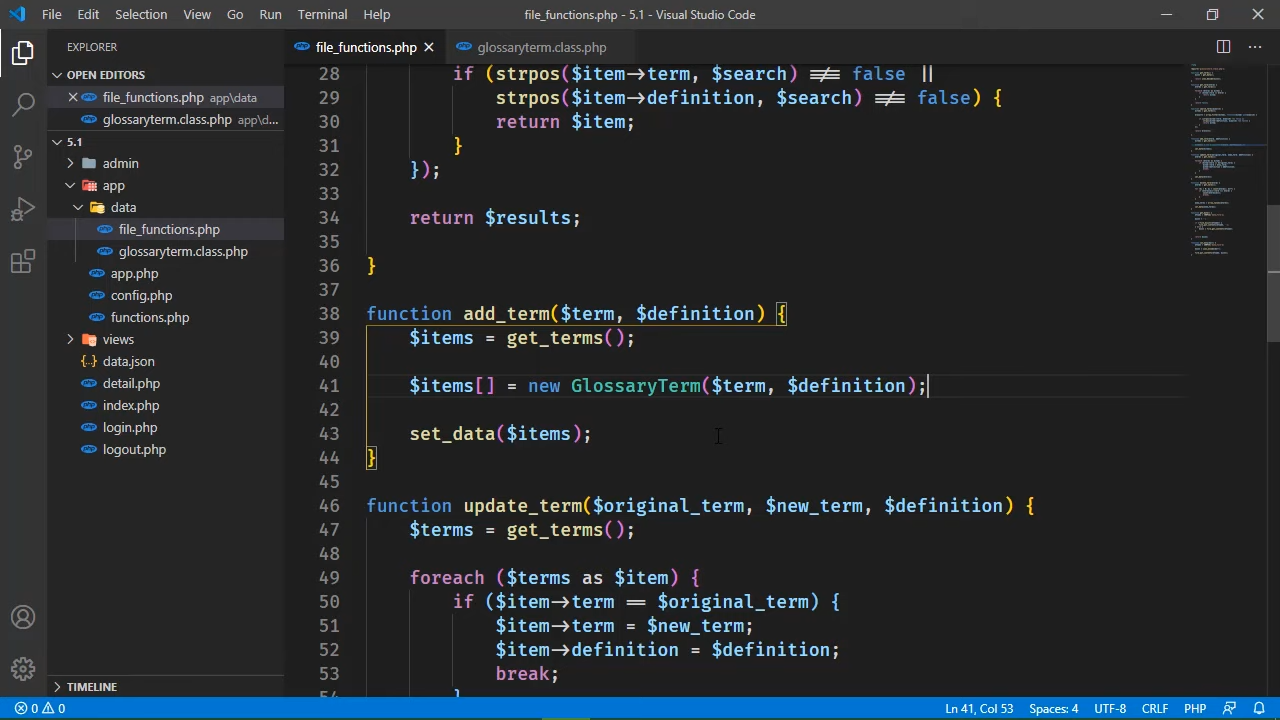 File Edit Selection View Go Run Terminal Help
file_functions.php - 5.1 - Visual Studio Code
EXPLORER
OPEN EDITORS
file_functions.php app\data
glossaryterm.class.php app\d...
5.1
admin
app
data
file_functions.php
glossaryterm.class.php
app.php
config.php
functions.php
views
data.json
detail.php
index.php
login.php
logout.php
TIMELINE
file_functions.php
glossaryterm.class.php
28 if (strpos($item->term, $search) !== false ||
29 strpos($item->definition, $search) !== false) {
30 return $item;
31 }
32 });
33
34 return $results;
35
36 }
37
38 function add_term($term, $definition) {
39 $items = get_terms();
40
41 $items[] = new GlossaryTerm($term, $definition);
42
43 set_data($items);
44 }
45
46 function update_term($original_term, $new_term, $definition) {
47 $terms = get_terms();
48
49 foreach ($terms as $item) {
50 if ($item->term == $original_term) {
51 $item->term = $new_term;
52 $item->definition = $definition;
53 break;
54 }
0 0
Ln 41, Col 53 Spaces: 4 UTF-8 CRLF PHP